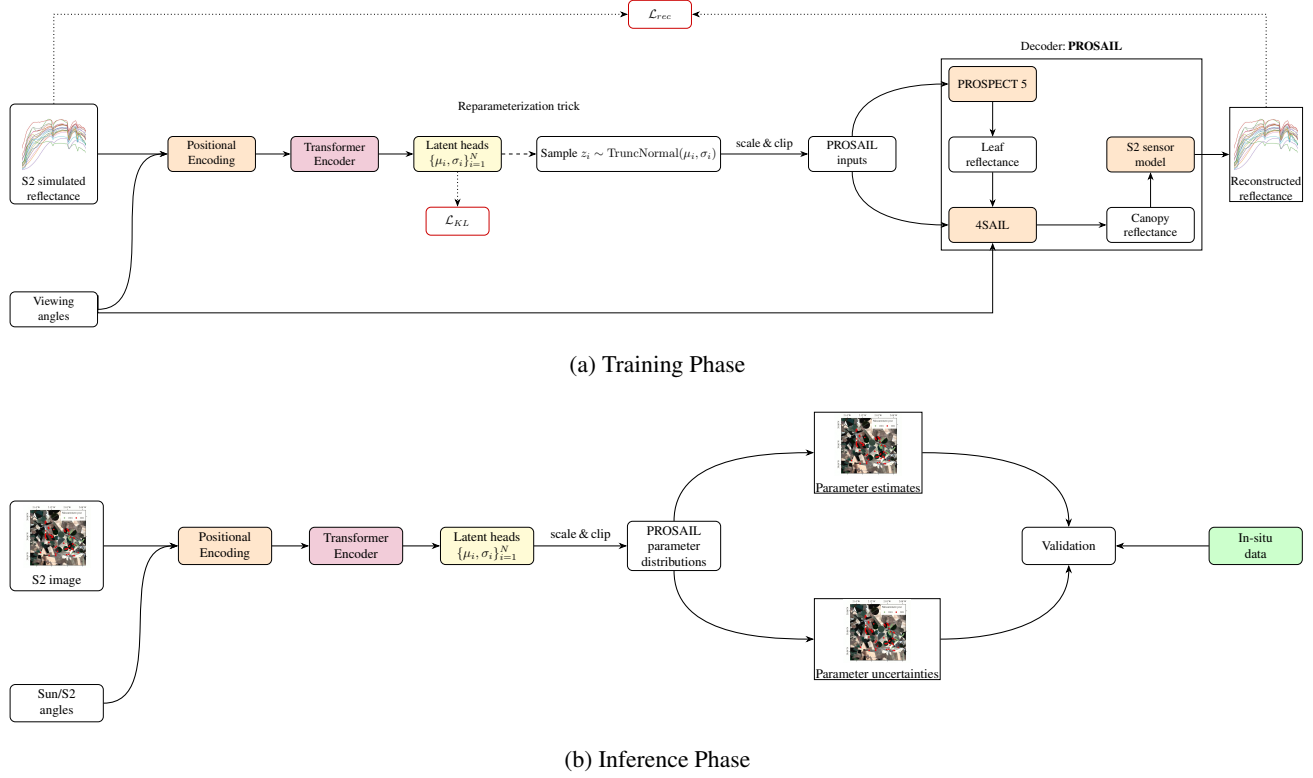 ℒ_rec
Decoder: PROSAIL
PROSPECT 5
Reparameterization trick
Positional
Encoding
Transformer
Encoder
Latent heads
{μ_i, σ_i}_{i=1}^N
Sample z_i ∼ TruncNormal(μ_i, σ_i)
scale & clip
PROSAIL
inputs
Leaf
reflectance
S2 sensor
model
S2 simulated
reflectance
Reconstructed
reflectance
ℒ_KL
4SAIL
Canopy
reflectance
Viewing
angles
(a) Training Phase
Parameter estimates
S2 image
Positional
Encoding
Transformer
Encoder
Latent heads
{μ_i, σ_i}_{i=1}^N
scale & clip
PROSAIL
parameter
distributions
Validation
In-situ
data
Parameter uncertainties
Sun/S2
angles
(b) Inference Phase